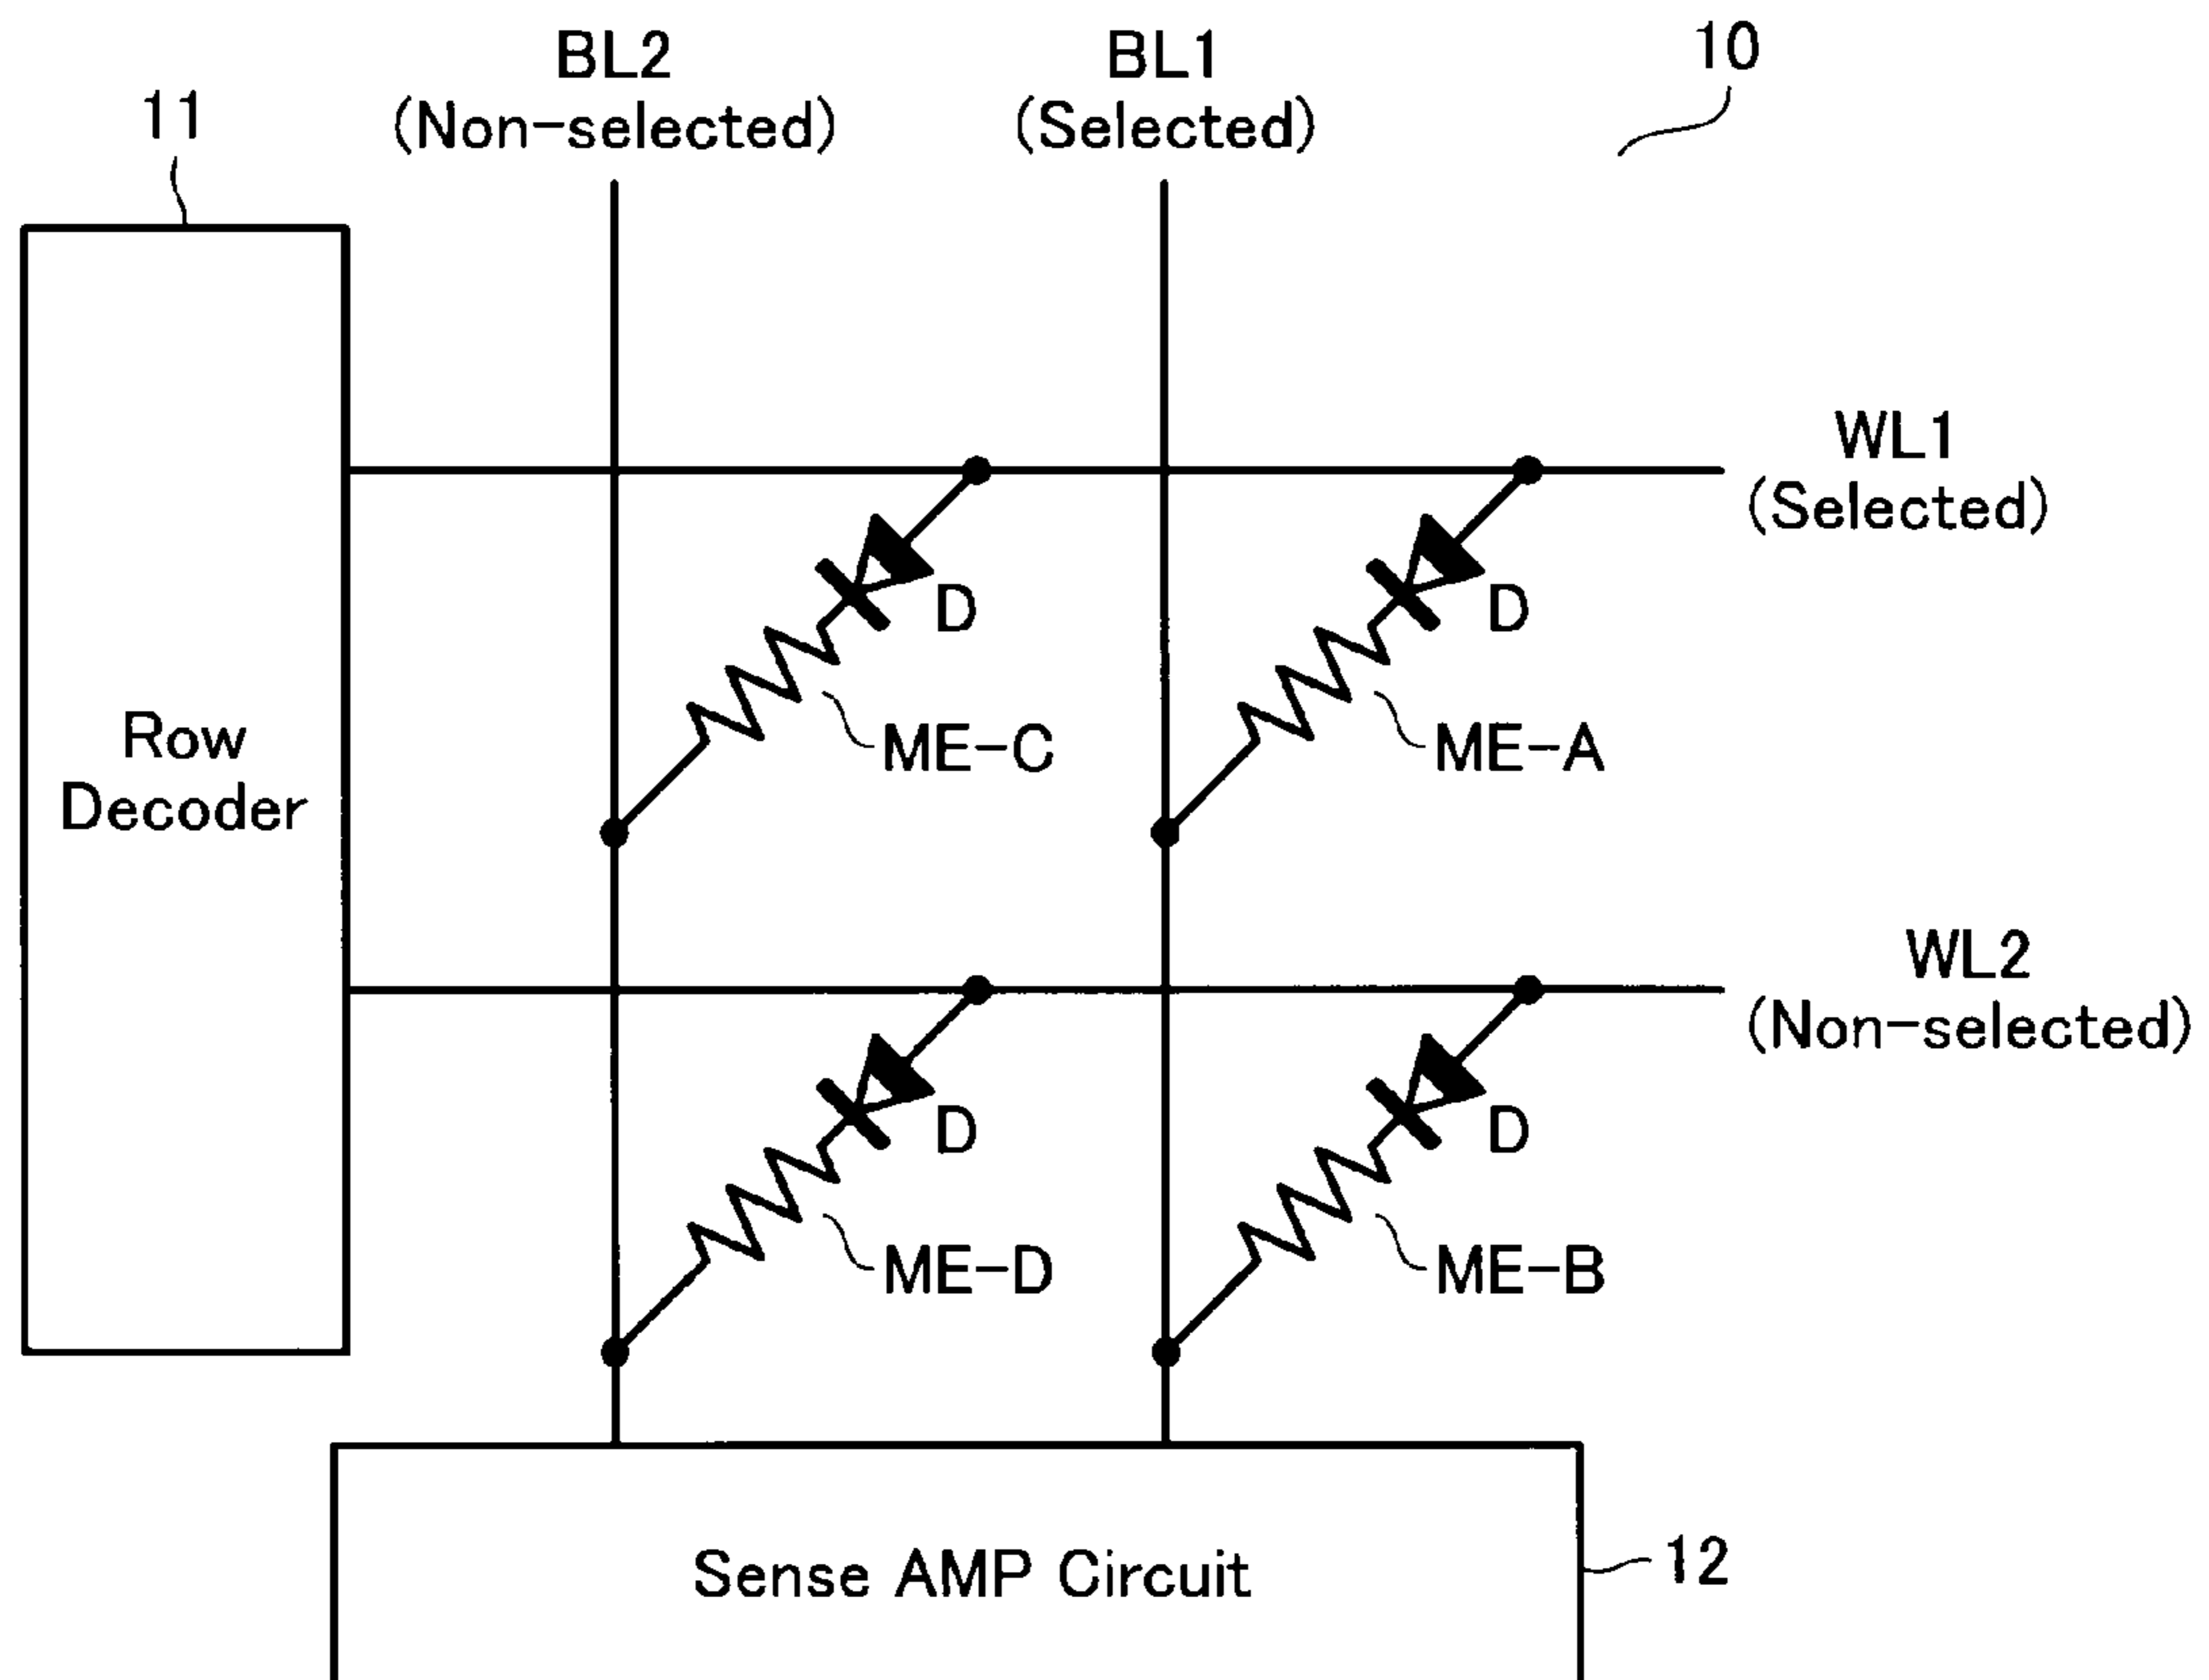 10
BL2
(Non-selected)
BL1
(Selected)
11
WL1
(Selected)
D
D
ME-C
ME-A
Row
Decoder
WL2
(Non-selected)
D
D
ME-D
ME-B
Sense AMP Circuit
12